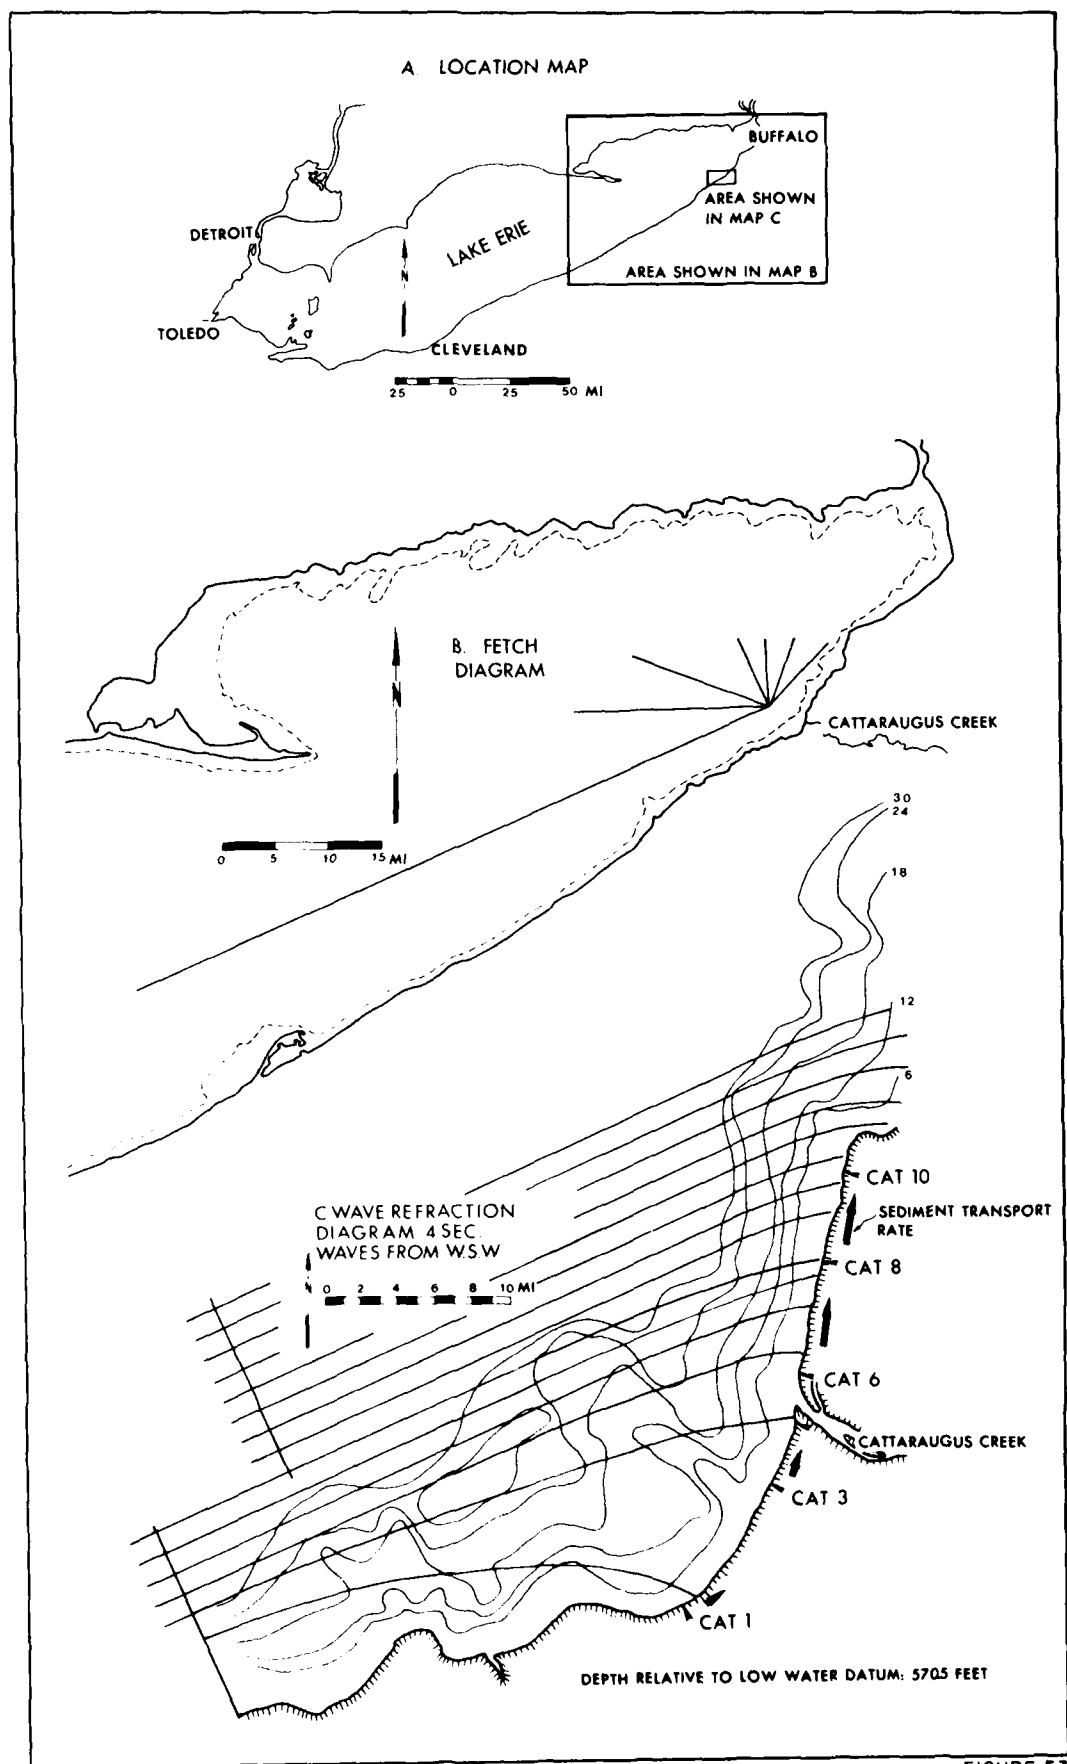 A. LOCATION MAP
BUFFALO
AREA SHOWN
IN MAP C
DETROIT
LAKE ERIE
N
AREA SHOWN IN MAP B
TOLEDO
CLEVELAND
25 0 25 50 MI
B. FETCH
DIAGRAM
N
CATTARAUGUS CREEK
0 5 10 15 MI
30
24
18
12
6
CAT 10
C WAVE REFRACTION
DIAGRAM 4 SEC.
WAVES FROM W.S.W
SEDIMENT TRANSPORT
RATE
CAT 8
N
0 2 4 6 8 10 MI
CAT 6
CATTARAUGUS CREEK
CAT 3
CAT 1
DEPTH RELATIVE TO LOW WATER DATUM: 570.5 FEET